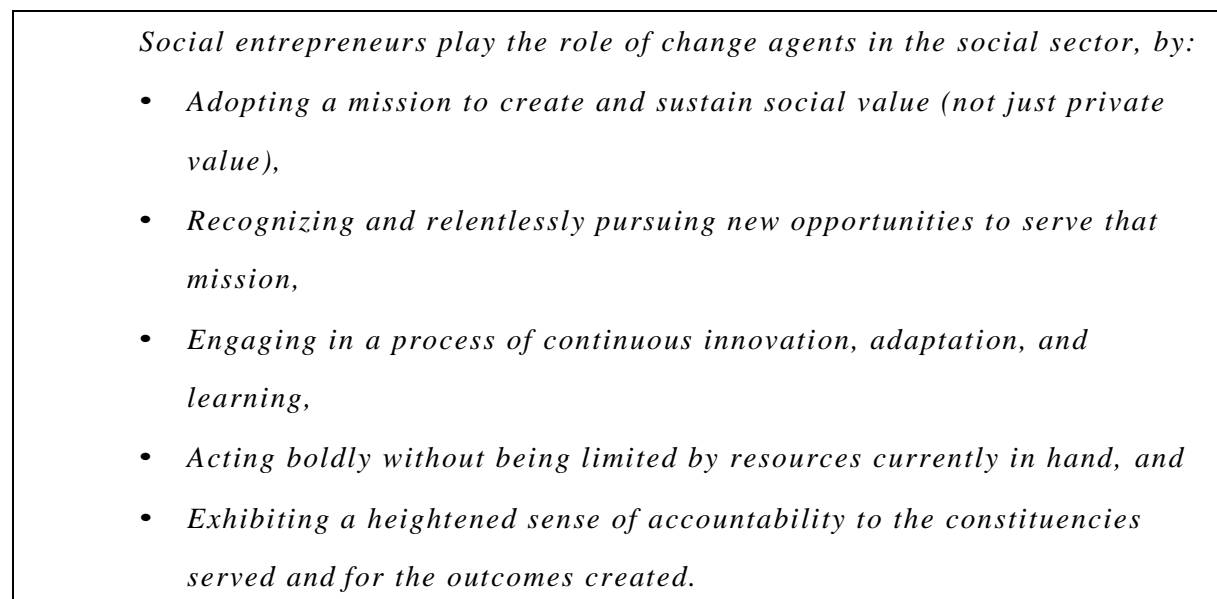 Social entrepreneurs play the role of change agents in the social sector, by:
• Adopting a mission to create and sustain social value (not just private
value),
• Recognizing and relentlessly pursuing new opportunities to serve that
mission,
• Engaging in a process of continuous innovation, adaptation, and
learning,
• Acting boldly without being limited by resources currently in hand, and
• Exhibiting a heightened sense of accountability to the constituencies
served and for the outcomes created.